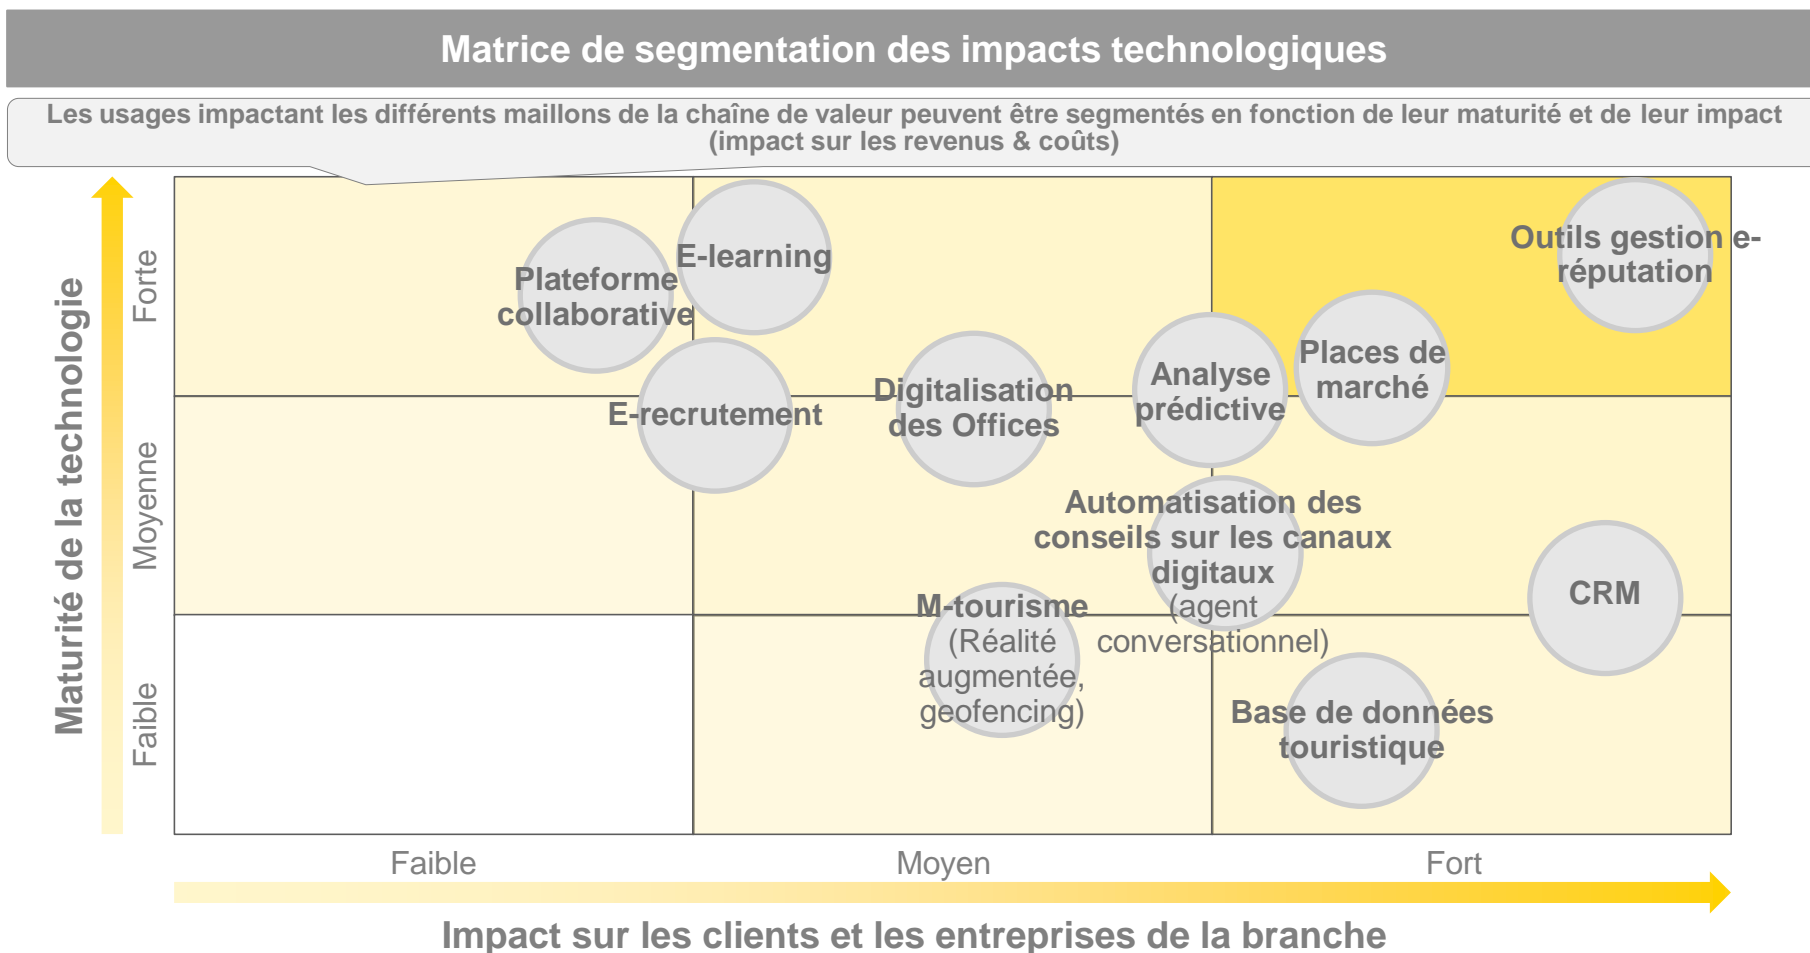 Matrice de segmentation des impacts technologiques
Les usages impactant les différents maillons de la chaîne de valeur peuvent être segmentés en fonction de leur maturité et de leur impact
(impact sur les revenus & coûts)
Maturité de la technologie
Forte
Moyenne
Faible
Plateforme
collaborative
E-learning
Outils gestion e-
réputation
E-recrutement
Digitalisation
des Offices
Analyse
prédictive
Places de
marché
Automatisation des
conseils sur les canaux
digitaux
(agent
conversationnel)
CRM
M-tourisme
(Réalité
augmentée,
geofencing)
Base de données
touristique
Faible
Moyen
Fort
Impact sur les clients et les entreprises de la branche